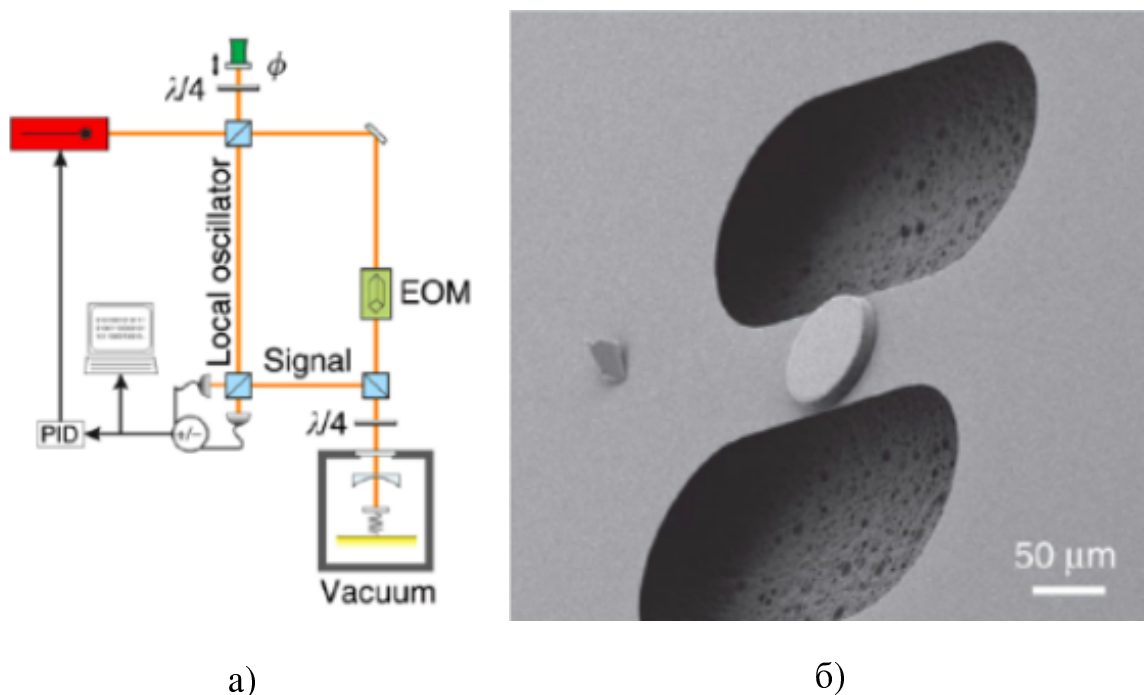 ϕ
λ/4
Local oscillator
EOM
Signal
λ/4
PID
+/−
Vacuum
50 µm
а)
б)